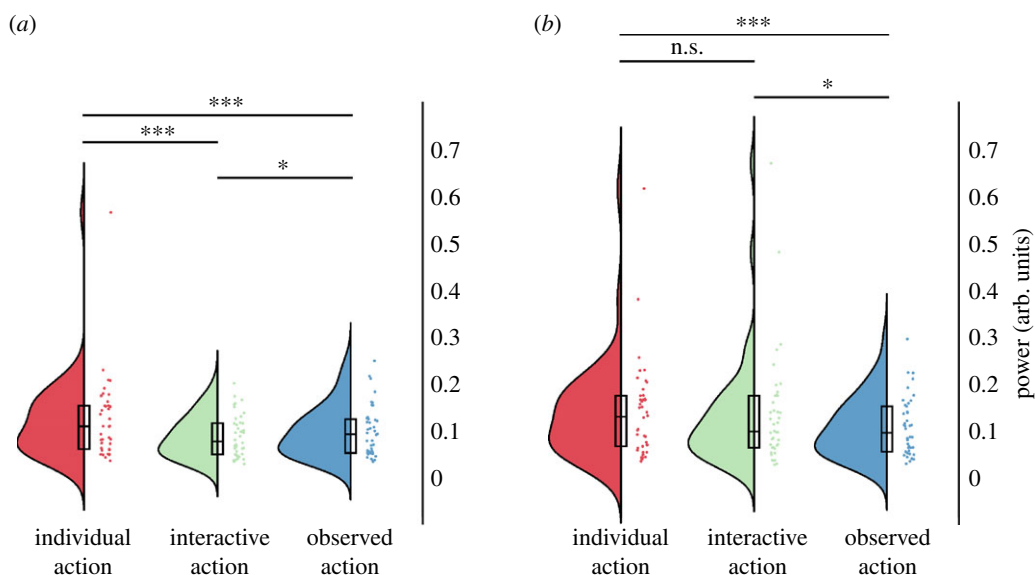 (a)
***
***
*
0.7
0.6
0.5
0.4
0.3
0.2
0.1
0
individual
action
interactive
action
observed
action
(b)
***
n.s.
*
0.7
0.6
0.5
0.4
0.3
0.2
0.1
0
power (arb. units)
individual
action
interactive
action
observed
action